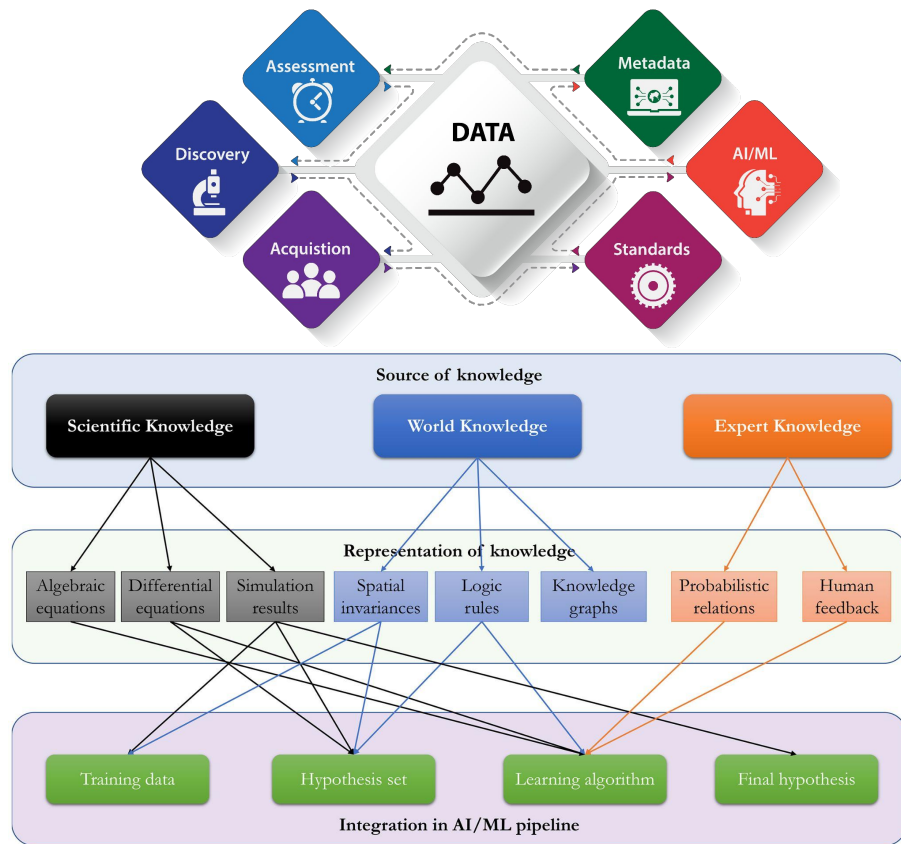 Assessment
Metadata
DATA
Discovery
AI/ML
Acquistion
Standards
Source of knowledge
Scientific Knowledge
World Knowledge
Expert Knowledge
Representation of knowledge
Algebraic
equations
Differential
equations
Simulation
results
Spatial
invariances
Logic
rules
Knowledge
graphs
Probabilistic
relations
Human
feedback
Training data
Hypothesis set
Learning algorithm
Final hypothesis
Integration in AI/ML pipeline